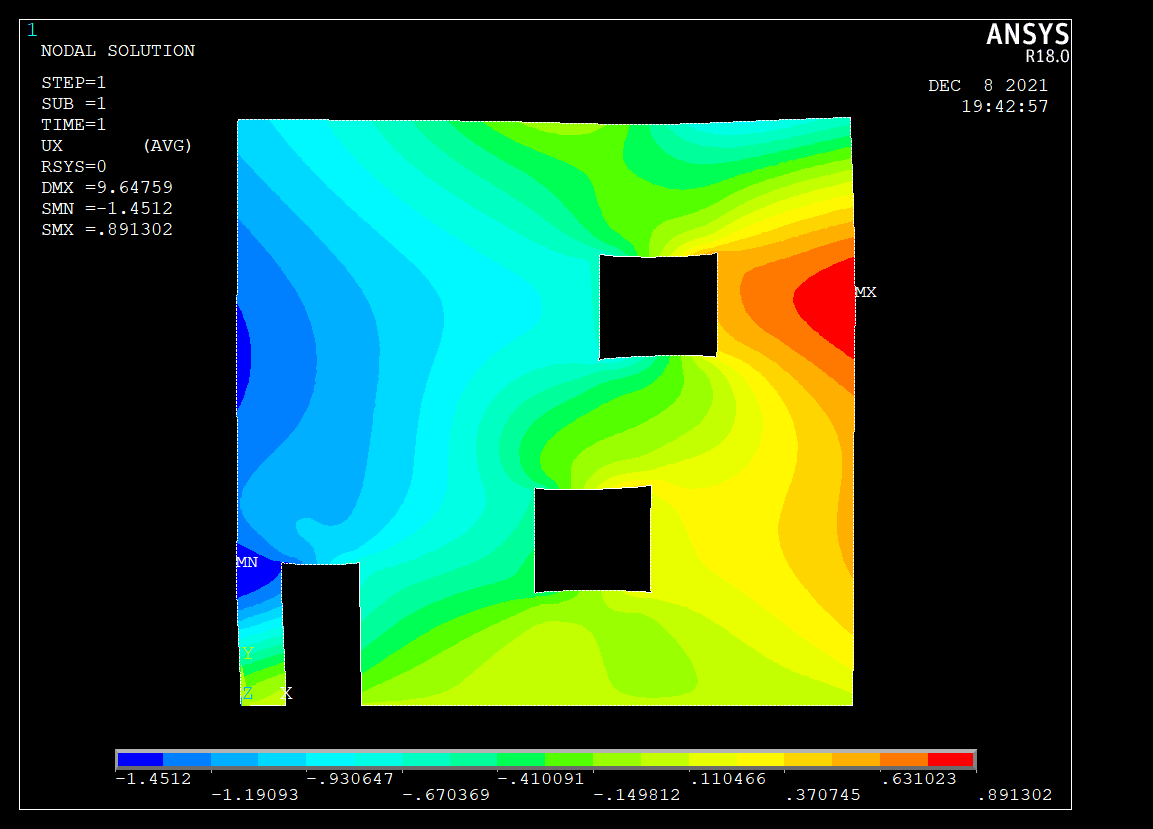 1
ANSYS
R18.0
NODAL SOLUTION
STEP=1
SUB =1
TIME=1
UX (AVG)
RSYS=0
DMX =9.64759
SMN =-1.4512
SMX =.891302
DEC 8 2021
19:42:57
MX
MN
Y
Z X
-1.4512 -.930647 -.410091 .110466 .631023
-1.19093 -.670369 -.149812 .370745 .891302